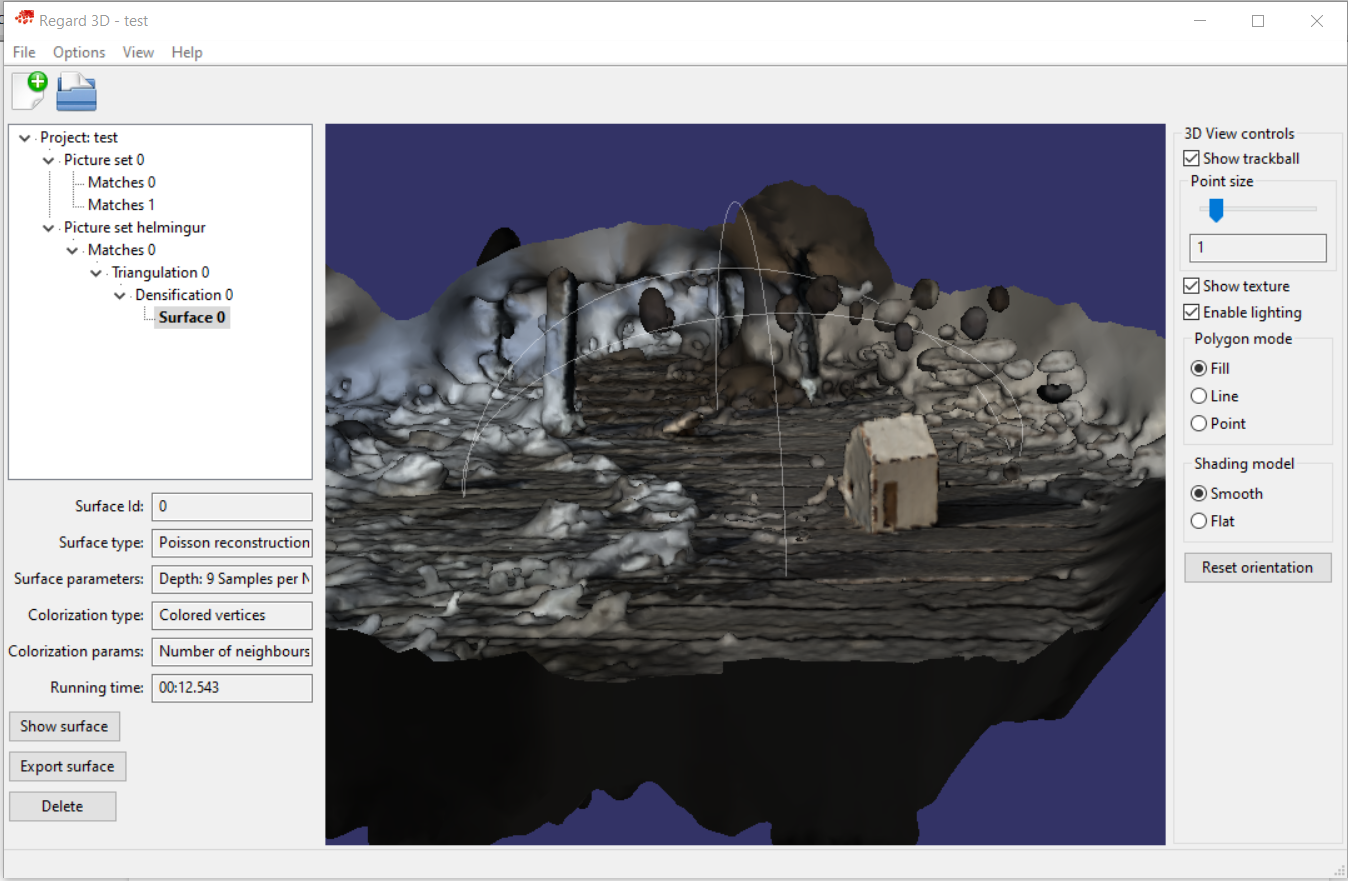 Regard 3D - test
File Options View Help
Project: test
Picture set 0
Matches 0
Matches 1
Picture set helmingur
Matches 0
Triangulation 0
Densification 0
Surface 0
Surface Id: 0
Surface type: Poisson reconstruction
Surface parameters: Depth: 9 Samples per N
Colorization type: Colored vertices
Colorization params: Number of neighbours
Running time: 00:12.543
Show surface
Export surface
Delete
3D View controls
Show trackball
Point size
1
Show texture
Enable lighting
Polygon mode
Fill
Line
Point
Shading model
Smooth
Flat
Reset orientation